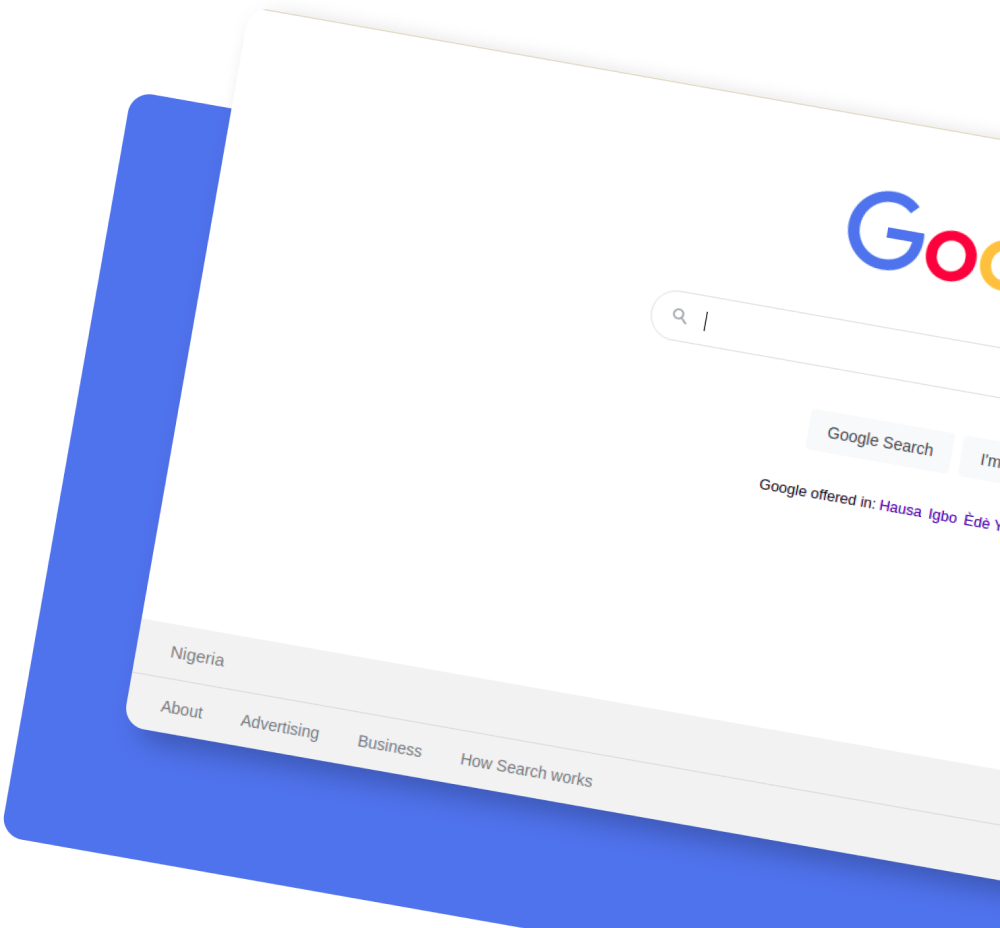 Goo
Google Search I'm
Google offered in: Hausa Igbo Èdè Y
Nigeria
About Advertising Business How Search works